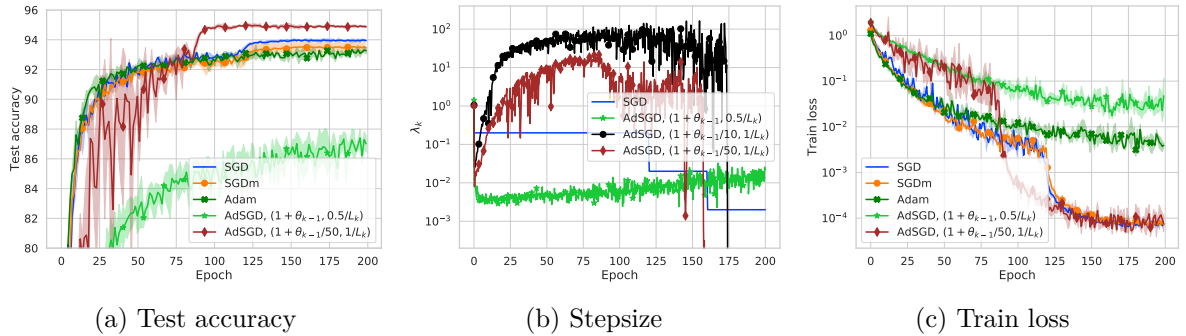 96
94
92
90
88
86
84
82
80
Test accuracy
SGD
SGDm
Adam
AdSGD, (1 + θ_{k−1}, 0.5/L_k)
AdSGD, (1 + θ_{k−1}/50, 1/L_k)
0 25 50 75 100 125 150 175 200
Epoch
(a) Test accuracy
10^2
10^1
10^0
10^{−1}
10^{−2}
10^{−3}
λ_k
SGD
AdSGD, (1 + θ_{k−1}, 0.5/L_k)
AdSGD, (1 + θ_{k−1}/10, 1/L_k)
AdSGD, (1 + θ_{k−1}/50, 1/L_k)
0 25 50 75 100 125 150 175 200
Epoch
(b) Stepsize
10^0
10^{−1}
10^{−2}
10^{−3}
10^{−4}
Train loss
SGD
SGDm
Adam
AdSGD, (1 + θ_{k−1}, 0.5/L_k)
AdSGD, (1 + θ_{k−1}/50, 1/L_k)
0 25 50 75 100 125 150 175 200
Epoch
(c) Train loss